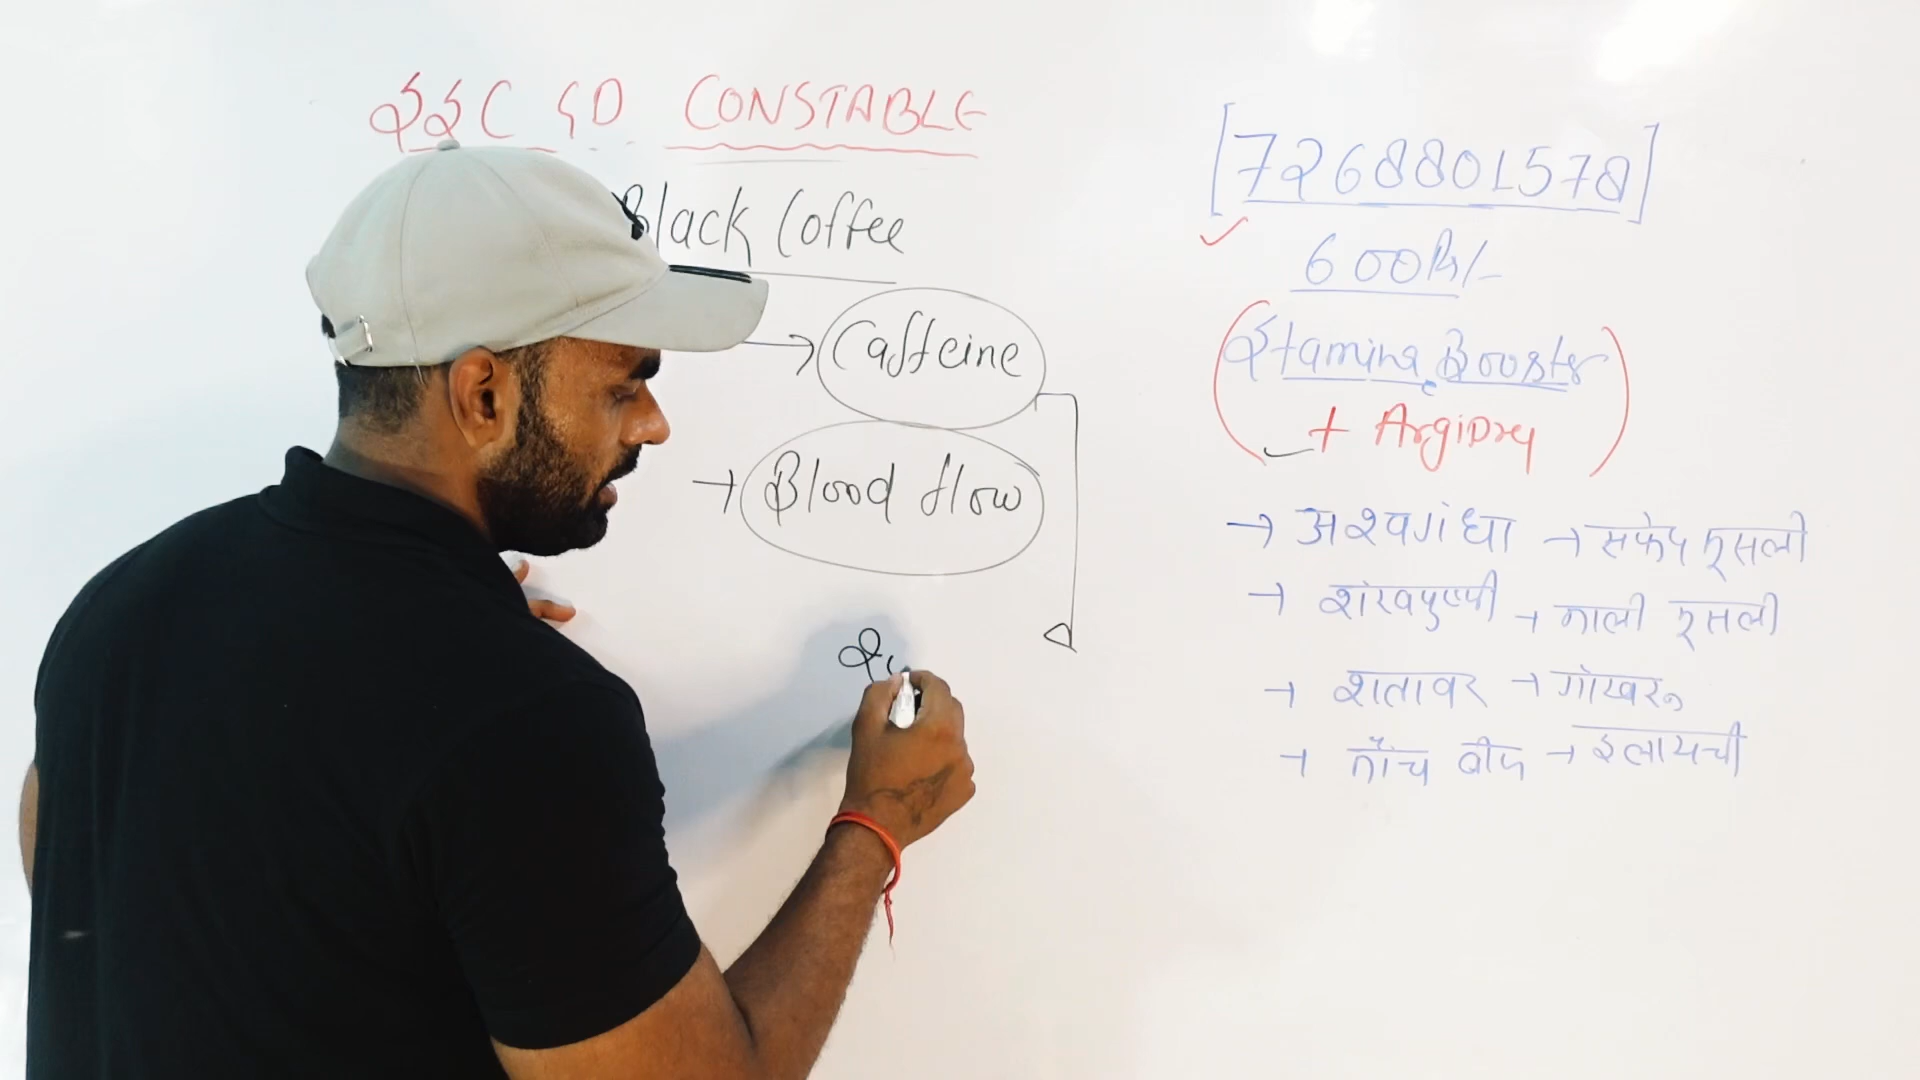 SSC GD CONSTABLE
Black Coffee
→ Caffeine
→ Blood flow
[7268801578]
600Rs/-
(Stamina Booster
+ Arginrey)
→ अश्वगंधा → सफेद मूसली
→ शंखपुष्पी → काली मूसली
→ शतावर → गोखरू
→ कौंच बीज → इलायची